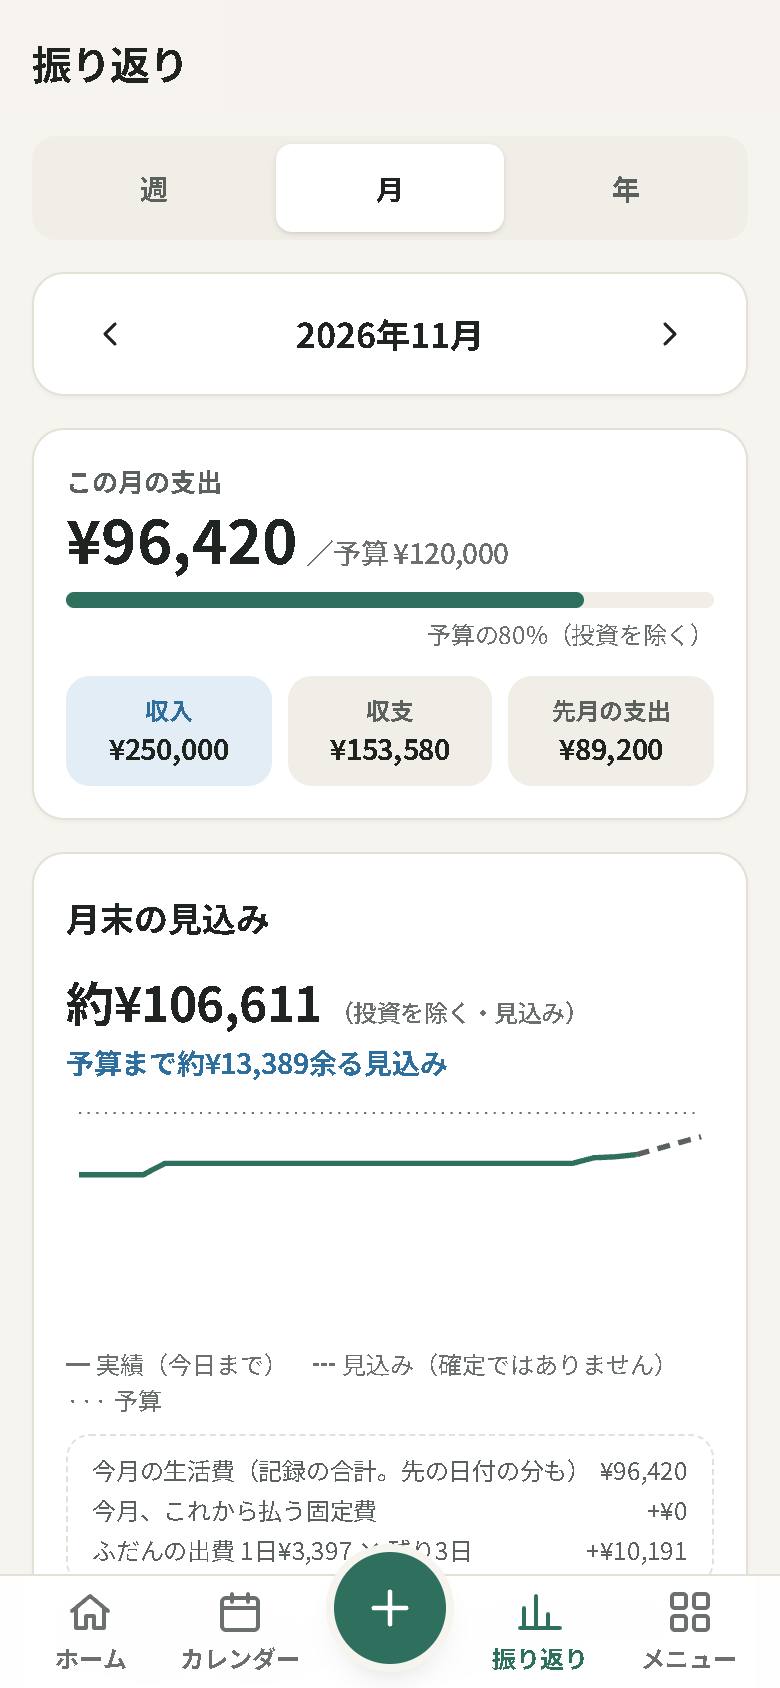 振り返り
週 月 年
2026年11月
この月の支出
¥96,420 ／予算 ¥120,000
予算の80%（投資を除く）
収入 収支 先月の支出
¥250,000 ¥153,580 ¥89,200
月末の見込み
約¥106,611 （投資を除く・見込み）
予算まで約¥13,389余る見込み
実績（今日まで） 見込み（確定ではありません）
予算
今月の生活費（記録の合計。先の日付の分も） ¥96,420
今月、これから払う固定費 +¥0
ふだんの出費 1日¥3,397 × 残り3日 +¥10,191
ホーム カレンダー 振り返り メニュー